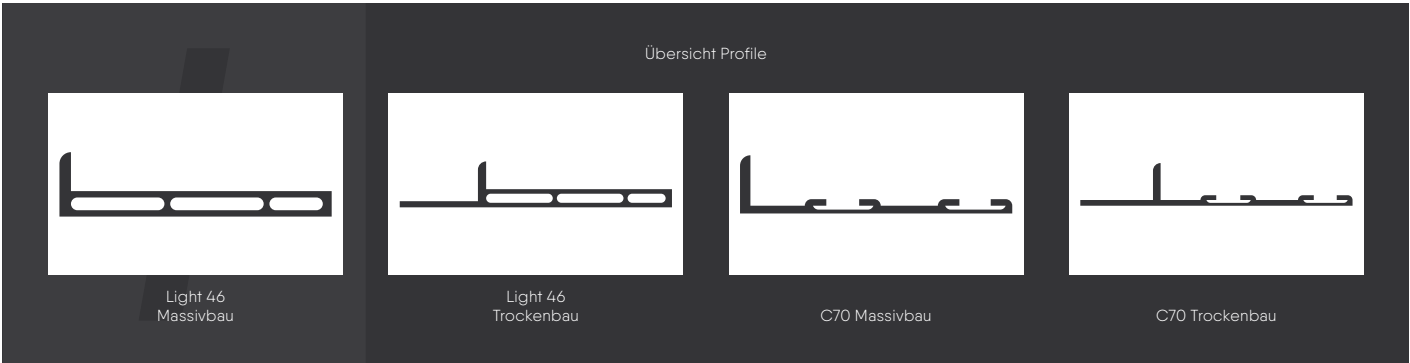 Übersicht Profile
Light 46
Massivbau
Light 46
Trockenbau
C70 Massivbau
C70 Trockenbau